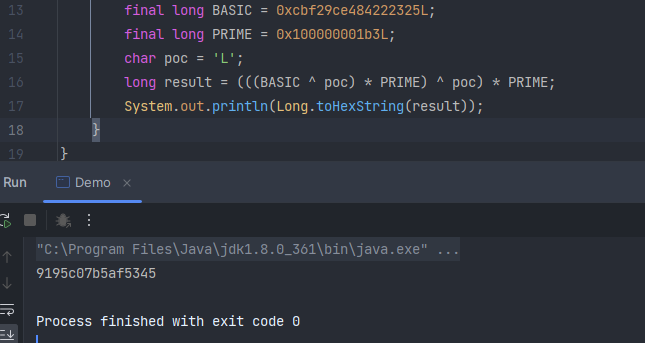 13 final long BASIC = 0xcbf29ce484222325L;
14 final long PRIME = 0x100000001b3L;
15 char poc = 'L';
16 long result = (((BASIC ^ poc) * PRIME) ^ poc) * PRIME;
17 System.out.println(Long.toHexString(result));
18 }
19 }
Run Demo ×
"C:\Program Files\Java\jdk1.8.0_361\bin\java.exe" ...
9195c07b5af5345
Process finished with exit code 0